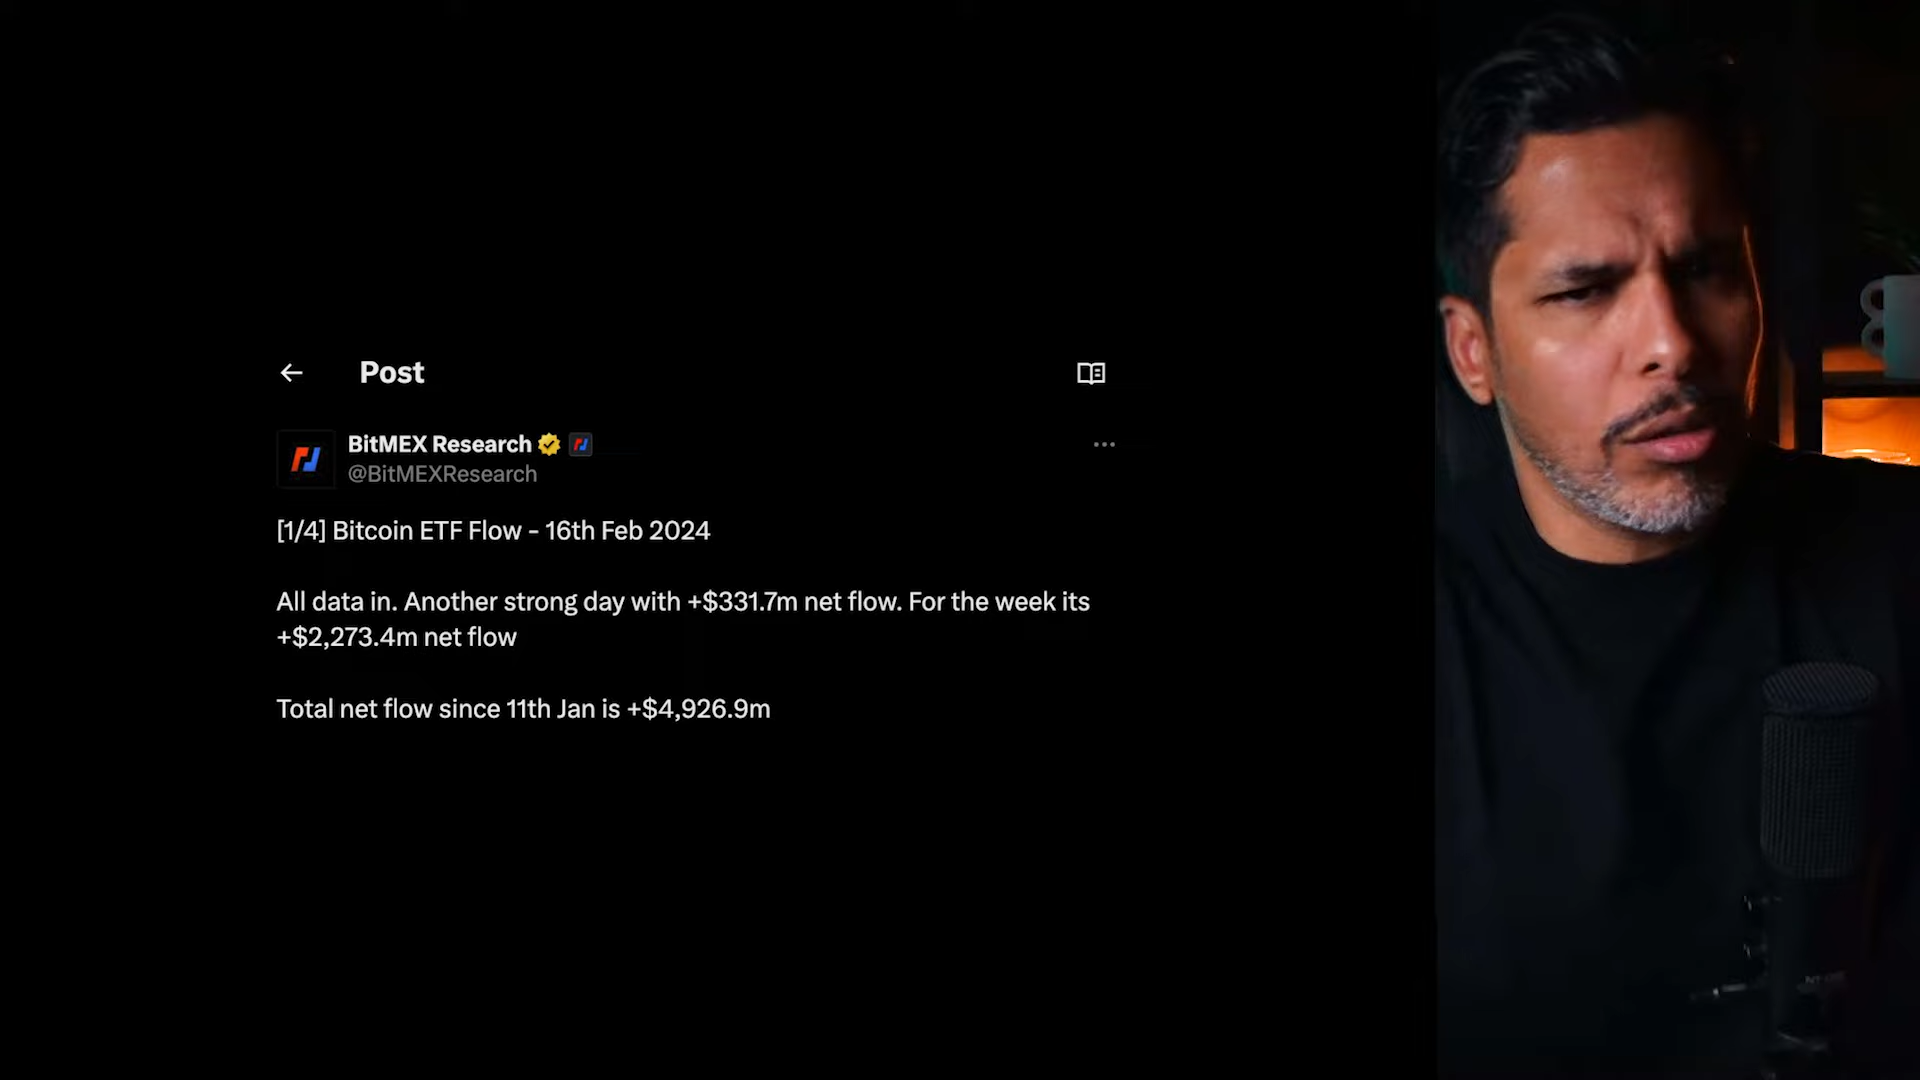 Post
BitMEX Research
@BitMEXResearch
[1/4] Bitcoin ETF Flow - 16th Feb 2024
All data in. Another strong day with +$331.7m net flow. For the week its
+$2,273.4m net flow
Total net flow since 11th Jan is +$4,926.9m